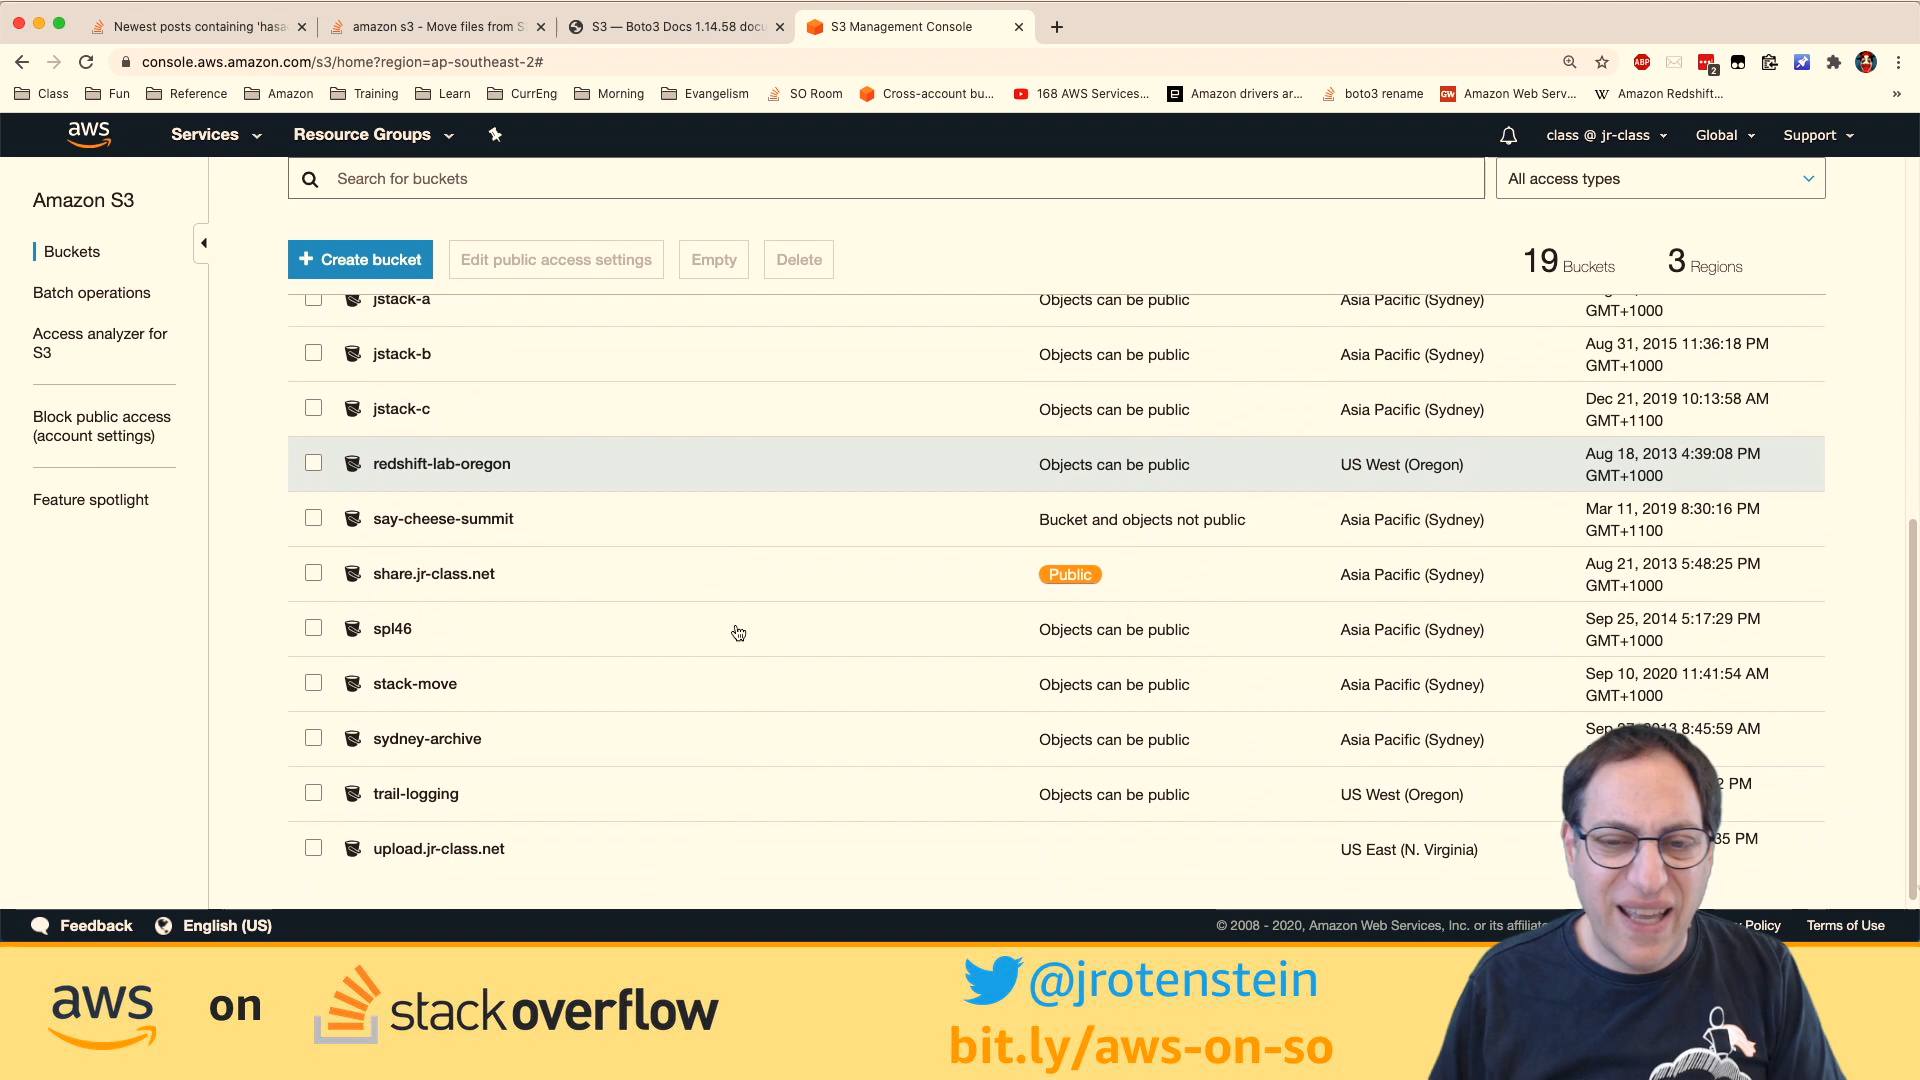 Newest posts containing 'hasa
amazon s3 - Move files from S
S3 — Boto3 Docs 1.14.58 docu
S3 Management Console
console.aws.amazon.com/s3/home?region=ap-southeast-2#
ABP
2
Class
Fun
Reference
Amazon
Training
Learn
CurrEng
Morning
Evangelism
SO Room
Cross-account bu...
168 AWS Services...
Amazon drivers ar...
boto3 rename
GW Amazon Web Serv...
W Amazon Redshift...
aws
Services
Resource Groups
class @ jr-class
Global
Support
Amazon S3
Buckets
Batch operations
Access analyzer for
S3
Block public access
(account settings)
Feature spotlight
Search for buckets
All access types
+ Create bucket
Edit public access settings
Empty
Delete
19 Buckets
3 Regions
jstack-a Objects can be public Asia Pacific (Sydney)
GMT+1000
jstack-b Objects can be public Asia Pacific (Sydney) Aug 31, 2015 11:36:18 PM
GMT+1000
jstack-c Objects can be public Asia Pacific (Sydney) Dec 21, 2019 10:13:58 AM
GMT+1100
redshift-lab-oregon Objects can be public US West (Oregon) Aug 18, 2013 4:39:08 PM
GMT+1000
say-cheese-summit Bucket and objects not public Asia Pacific (Sydney) Mar 11, 2019 8:30:16 PM
GMT+1100
share.jr-class.net Public Asia Pacific (Sydney) Aug 21, 2013 5:48:25 PM
GMT+1000
spl46 Objects can be public Asia Pacific (Sydney) Sep 25, 2014 5:17:29 PM
GMT+1000
stack-move Objects can be public Asia Pacific (Sydney) Sep 10, 2020 11:41:54 AM
GMT+1000
sydney-archive Objects can be public Asia Pacific (Sydney) Sep 8:45:59 AM
trail-logging Objects can be public US West (Oregon) 2 PM
upload.jr-class.net US East (N. Virginia) 35 PM
Feedback
English (US)
© 2008 - 2020, Amazon Web Services, Inc. or its affiliate
Policy
Terms of Use
aws on stackoverflow
@jrotenstein
bit.ly/aws-on-so